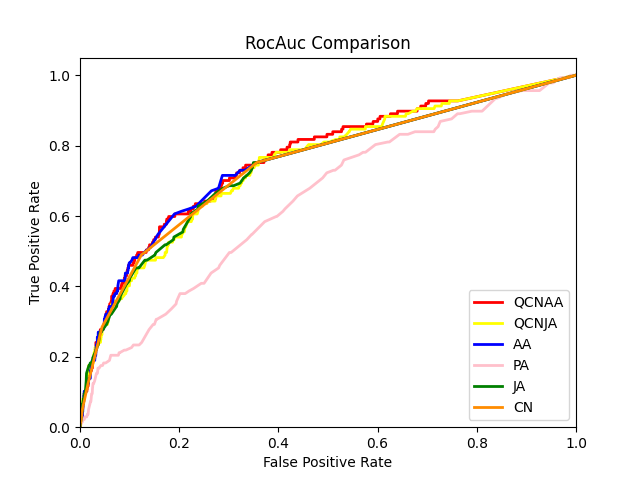 RocAuc Comparison
True Positive Rate
1.0
0.8
0.6
0.4
0.2
0.0
QCNAA
QCNJA
AA
PA
JA
CN
0.0 0.2 0.4 0.6 0.8 1.0
False Positive Rate